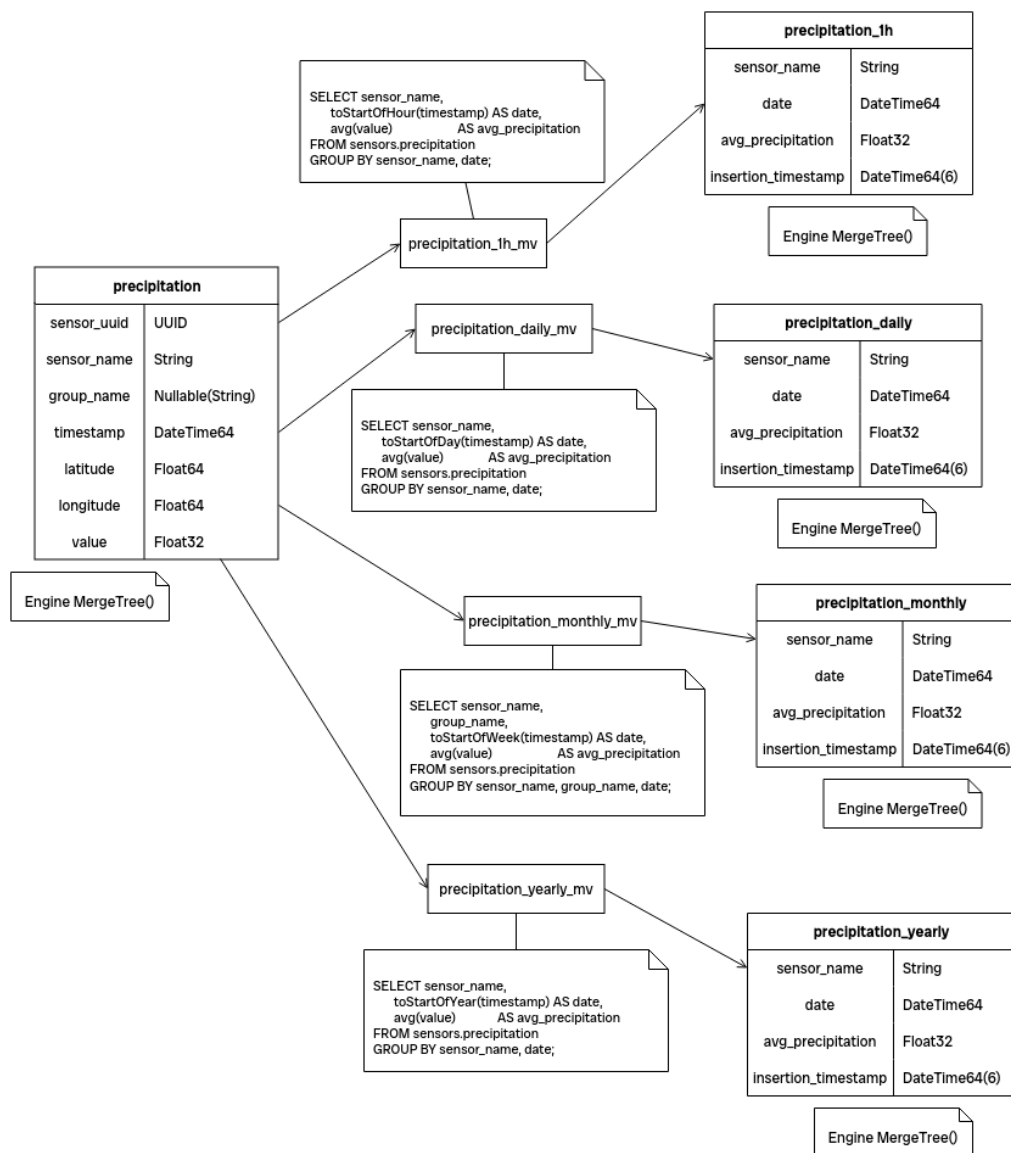 precipitation_1h
sensor_name String
date DateTime64
avg_precipitation Float32
insertion_timestamp DateTime64(6)
Engine MergeTree()
SELECT sensor_name,
toStartOfHour(timestamp) AS date,
avg(value) AS avg_precipitation
FROM sensors.precipitation
GROUP BY sensor_name, date;
precipitation_1h_mv
precipitation
sensor_uuid UUID
sensor_name String
group_name Nullable(String)
timestamp DateTime64
latitude Float64
longitude Float64
value Float32
Engine MergeTree()
precipitation_daily_mv
SELECT sensor_name,
toStartOfDay(timestamp) AS date,
avg(value) AS avg_precipitation
FROM sensors.precipitation
GROUP BY sensor_name, date;
precipitation_daily
sensor_name String
date DateTime64
avg_precipitation Float32
insertion_timestamp DateTime64(6)
Engine MergeTree()
precipitation_monthly_mv
SELECT sensor_name,
group_name,
toStartOfWeek(timestamp) AS date,
avg(value) AS avg_precipitation
FROM sensors.precipitation
GROUP BY sensor_name, group_name, date;
precipitation_monthly
sensor_name String
date DateTime64
avg_precipitation Float32
insertion_timestamp DateTime64(6)
Engine MergeTree()
precipitation_yearly_mv
SELECT sensor_name,
toStartOfYear(timestamp) AS date,
avg(value) AS avg_precipitation
FROM sensors.precipitation
GROUP BY sensor_name, date;
precipitation_yearly
sensor_name String
date DateTime64
avg_precipitation Float32
insertion_timestamp DateTime64(6)
Engine MergeTree()